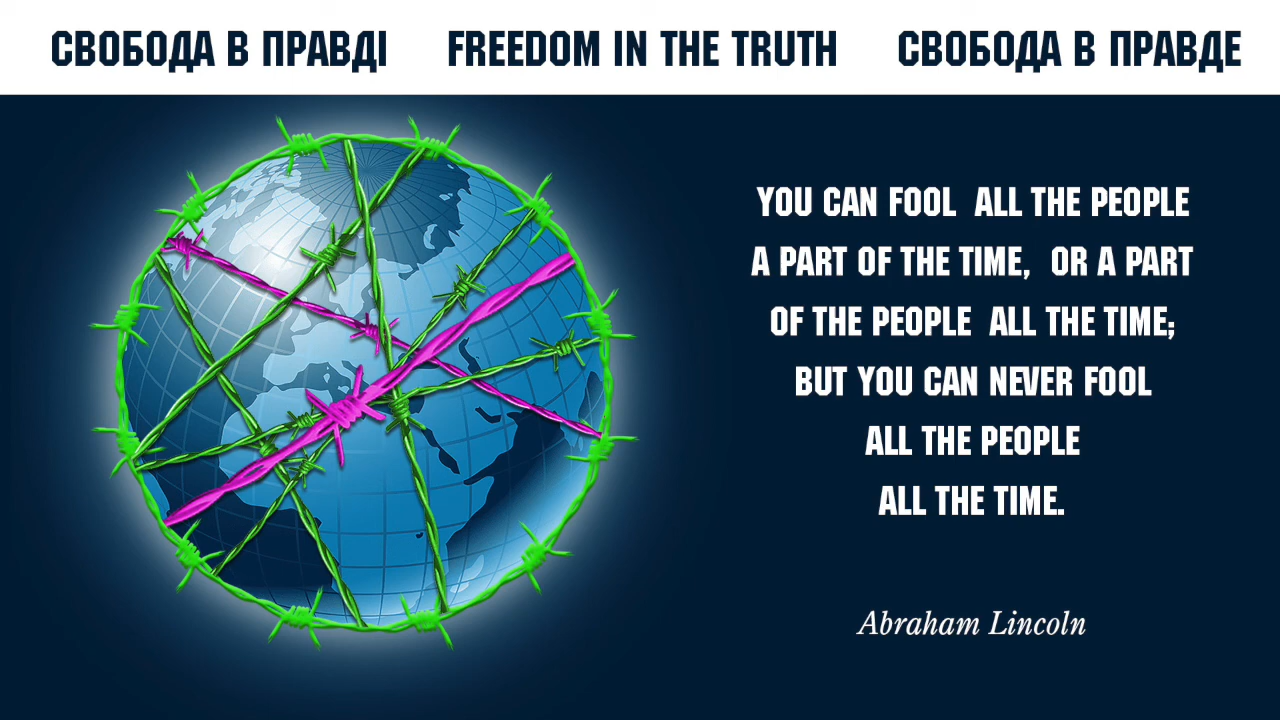 СВОБОДА В ПРАВДІ FREEDOM IN THE TRUTH СВОБОДА В ПРАВДЕ
YOU CAN FOOL ALL THE PEOPLE
A PART OF THE TIME, OR A PART
OF THE PEOPLE ALL THE TIME;
BUT YOU CAN NEVER FOOL
ALL THE PEOPLE
ALL THE TIME.
Abraham Lincoln